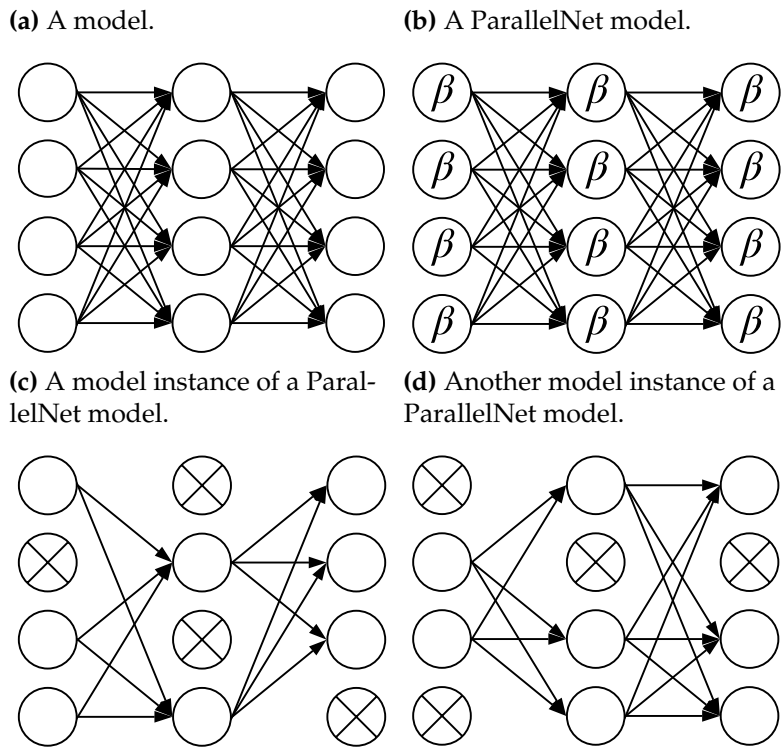 (a) A model.
(b) A ParallelNet model.
β β β
β β β
β β β
β β β
(c) A model instance of a Paral-
lelNet model.
(d) Another model instance of a
ParallelNet model.